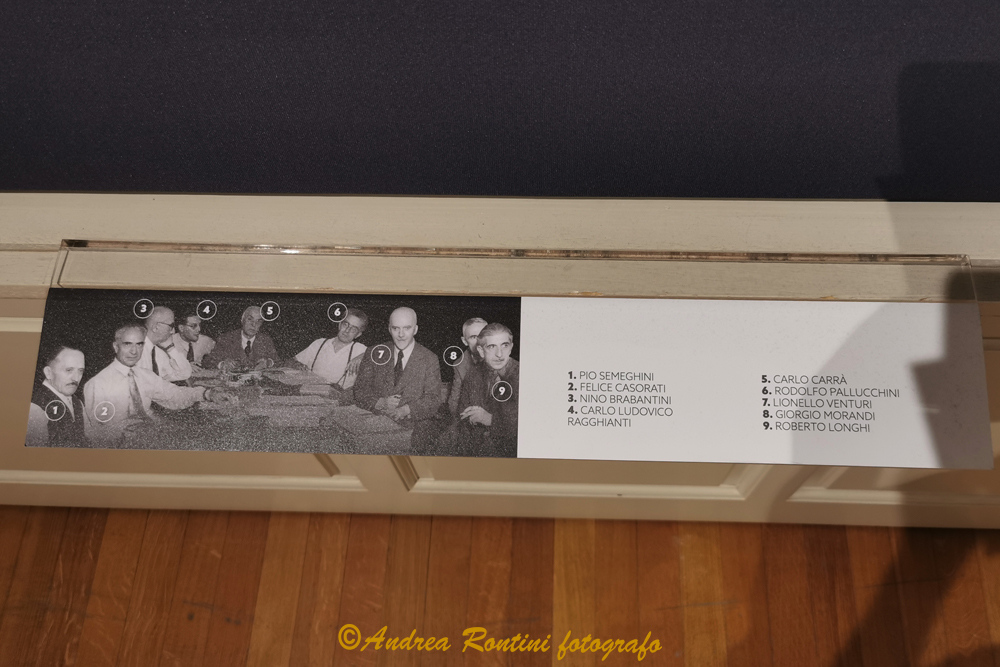 3
4
5
6
7
8
1
2
9
1. PIO SEMEGHINI
2. FELICE CASORATI
3. NINO BRABANTINI
4. CARLO LUDOVICO
RAGGHIANTI
5. CARLO CARRÀ
6. RODOLFO PALLUCCHINI
7. LIONELLO VENTURI
8. GIORGIO MORANDI
9. ROBERTO LONGHI
©Andrea Rontini fotografo